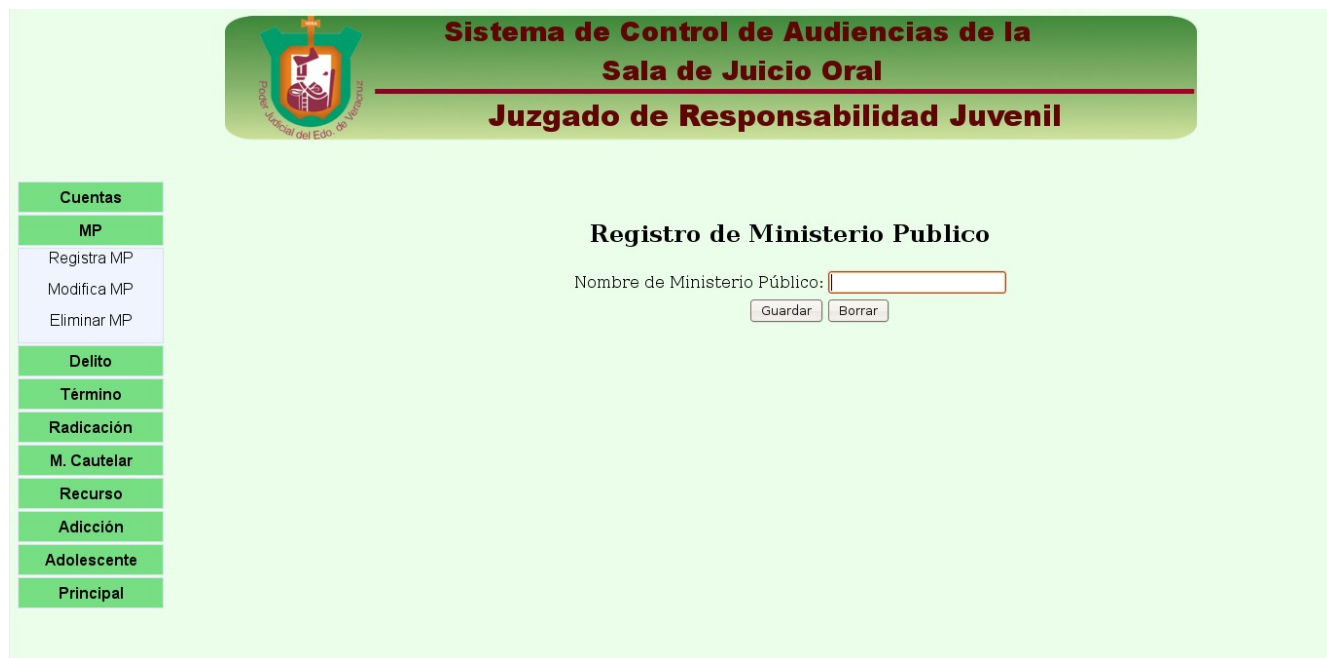 Sistema de Control de Audiencias de la
Sala de Juicio Oral
Juzgado de Responsabilidad Juvenil
Poder Judicial del Edo. de Veracruz
Cuentas
MP
Registra MP
Modifica MP
Eliminar MP
Delito
Término
Radicación
M. Cautelar
Recurso
Adicción
Adolescente
Principal
Registro de Ministerio Publico
Nombre de Ministerio Público:
Guardar Borrar